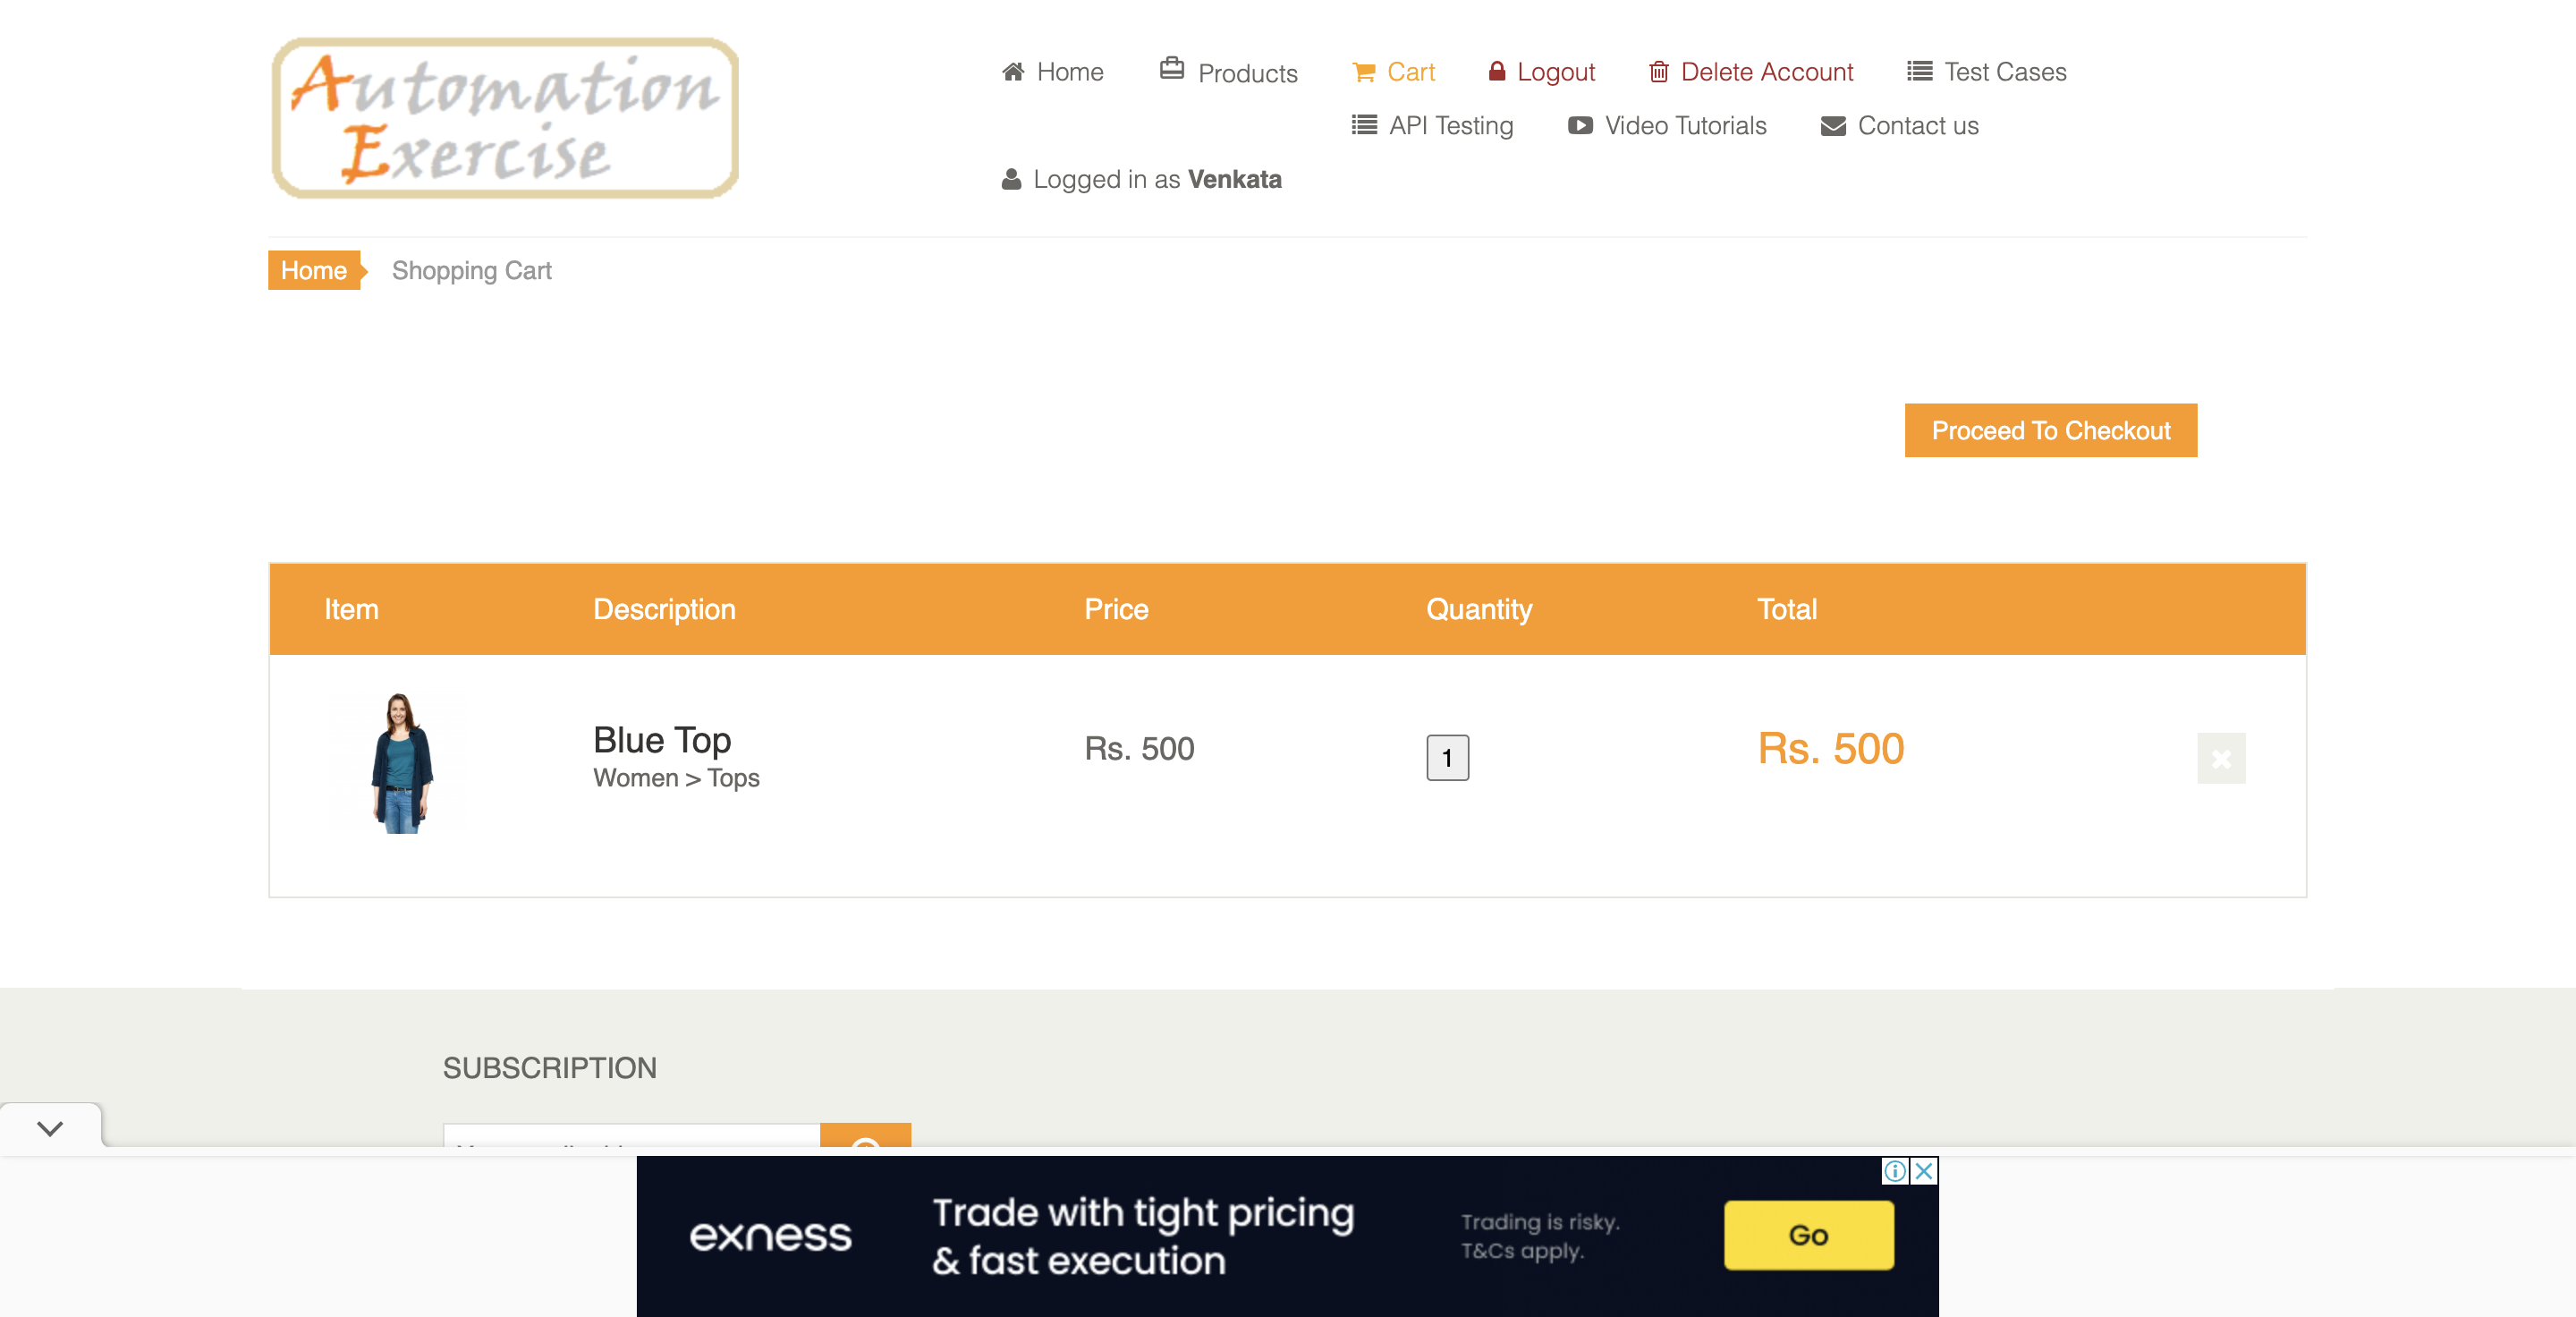 Automation
Exercise
Home
Products
Cart
Logout
Delete Account
Test Cases
API Testing
Video Tutorials
Contact us
Logged in as Venkata
Home
Shopping Cart
Proceed To Checkout
Item Description Price Quantity Total
Blue Top
Women > Tops
Rs. 500
1
Rs. 500
SUBSCRIPTION
exness
Trade with tight pricing
& fast execution
Trading is risky.
T&Cs apply.
Go